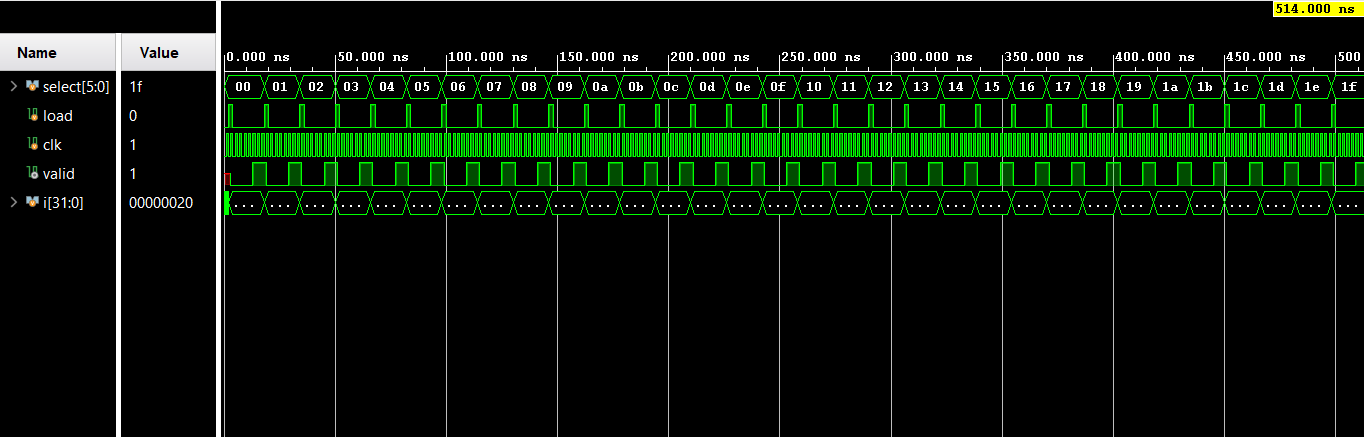 514.000 ns
Name Value
0.000 ns 50.000 ns 100.000 ns 150.000 ns 200.000 ns 250.000 ns 300.000 ns 350.000 ns 400.000 ns 450.000 ns 500
select[5:0] 1f 00 01 02 03 04 05 06 07 08 09 0a 0b 0c 0d 0e 0f 10 11 12 13 14 15 16 17 18 19 1a 1b 1c 1d 1e 1f
load 0
clk 1
valid 1
i[31:0] 00000020 ... ... ... ... ... ... ... ... ... ... ... ... ... ... ... ... ... ... ... ... ... ... ... ... ... ... ... ... ... ... ... ...